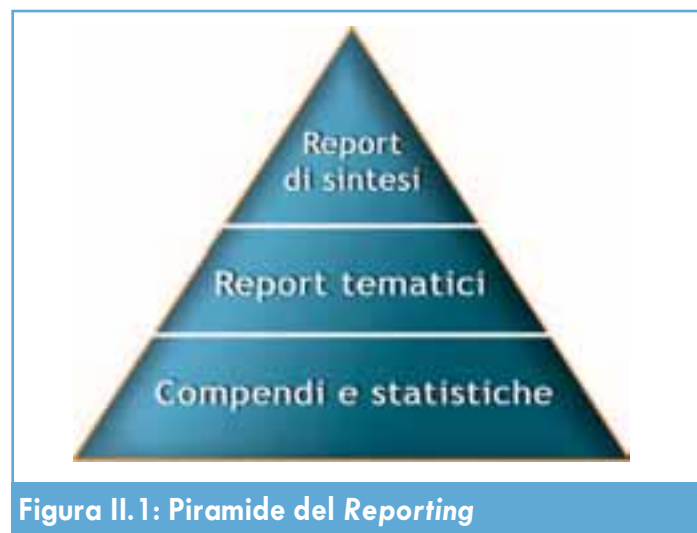 Report
di sintesi
Report tematici
Compendi e statistiche
Figura II.1: Piramide del Reporting